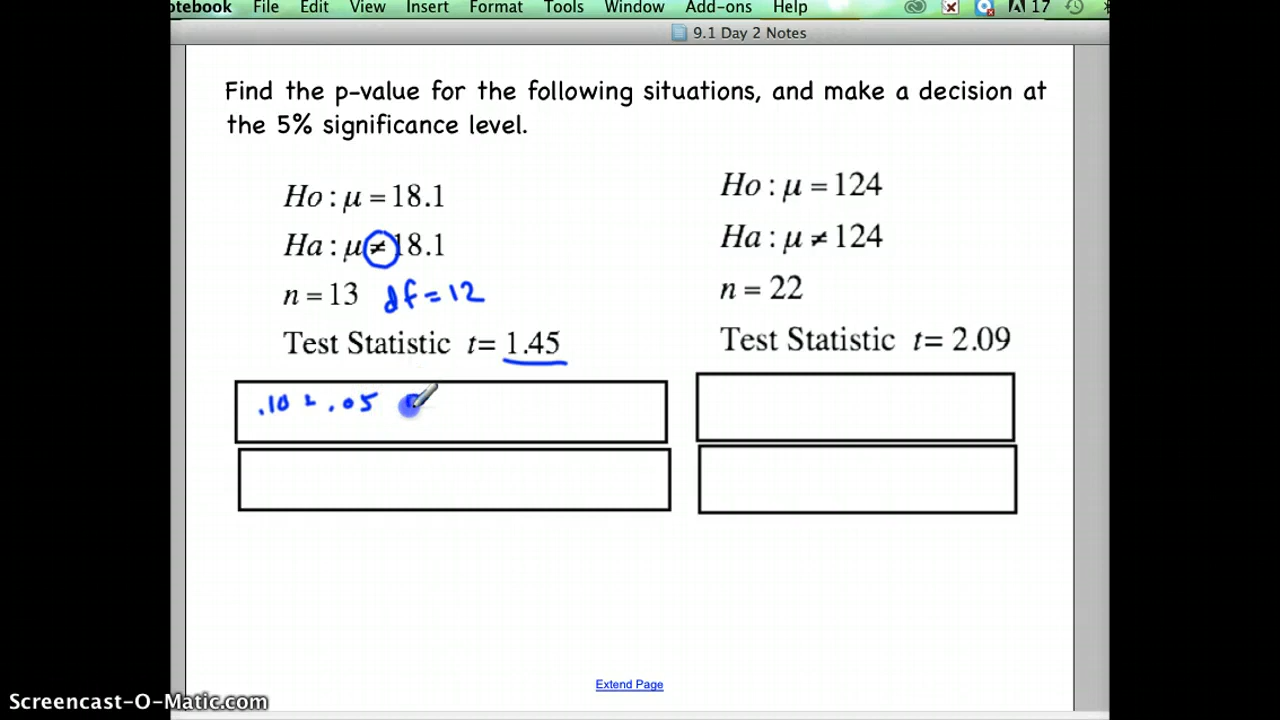 otebook File Edit View Insert Format Tools Window Add-ons Help 17
9.1 Day 2 Notes
Find the p-value for the following situations, and make a decision at
the 5% significance level.
Ho : μ = 18.1
Ha : μ ≠ 18.1
n = 13 df = 12
Test Statistic t= 1.45
.10 .05
Ho : μ = 124
Ha : μ ≠ 124
n = 22
Test Statistic t= 2.09
Extend Page
Screencast-O-Matic.com